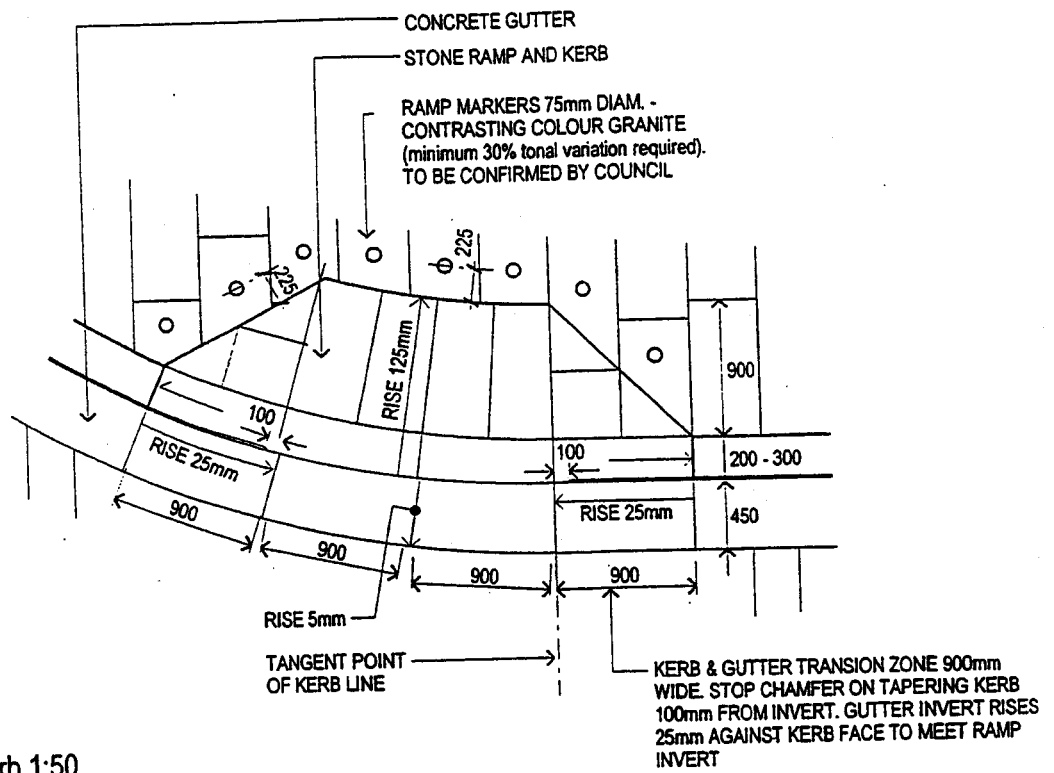 CONCRETE GUTTER
STONE RAMP AND KERB
RAMP MARKERS 75mm DIAM. -
CONTRASTING COLOUR GRANITE
(minimum 30% tonal variation required).
TO BE CONFIRMED BY COUNCIL
225
225
RISE 125mm
900
100
100
200 - 300
RISE 25mm
RISE 25mm
450
900
900
900
900
RISE 5mm
TANGENT POINT
OF KERB LINE
KERB & GUTTER TRANSION ZONE 900mm
WIDE. STOP CHAMFER ON TAPERING KERB
100mm FROM INVERT. GUTTER INVERT RISES
25mm AGAINST KERB FACE TO MEET RAMP
INVERT
1:50